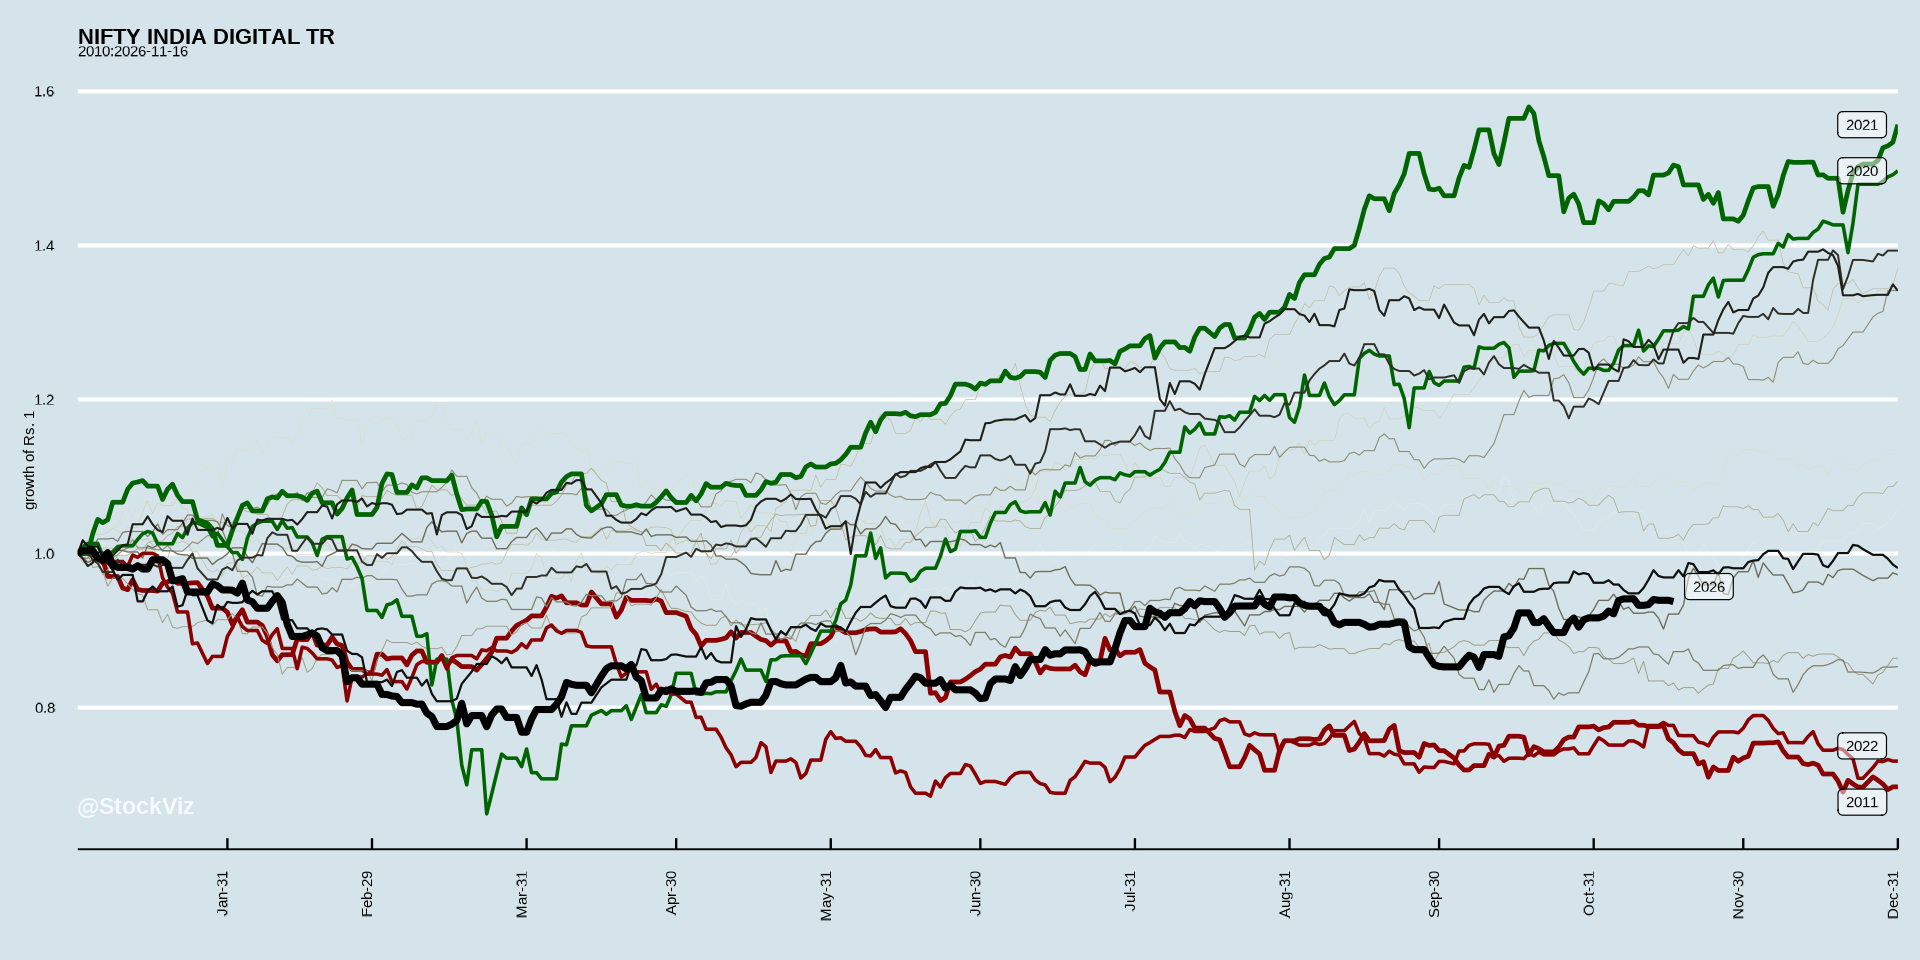 NIFTY INDIA DIGITAL TR
2010:2026-11-16
1.6
1.4
1.2
1.0
0.8
growth of Rs. 1
2021
2020
2026
2022
2011
@StockViz
Jan-31
Feb-29
Mar-31
Apr-30
May-31
Jun-30
Jul-31
Aug-31
Sep-30
Oct-31
Nov-30
Dec-31